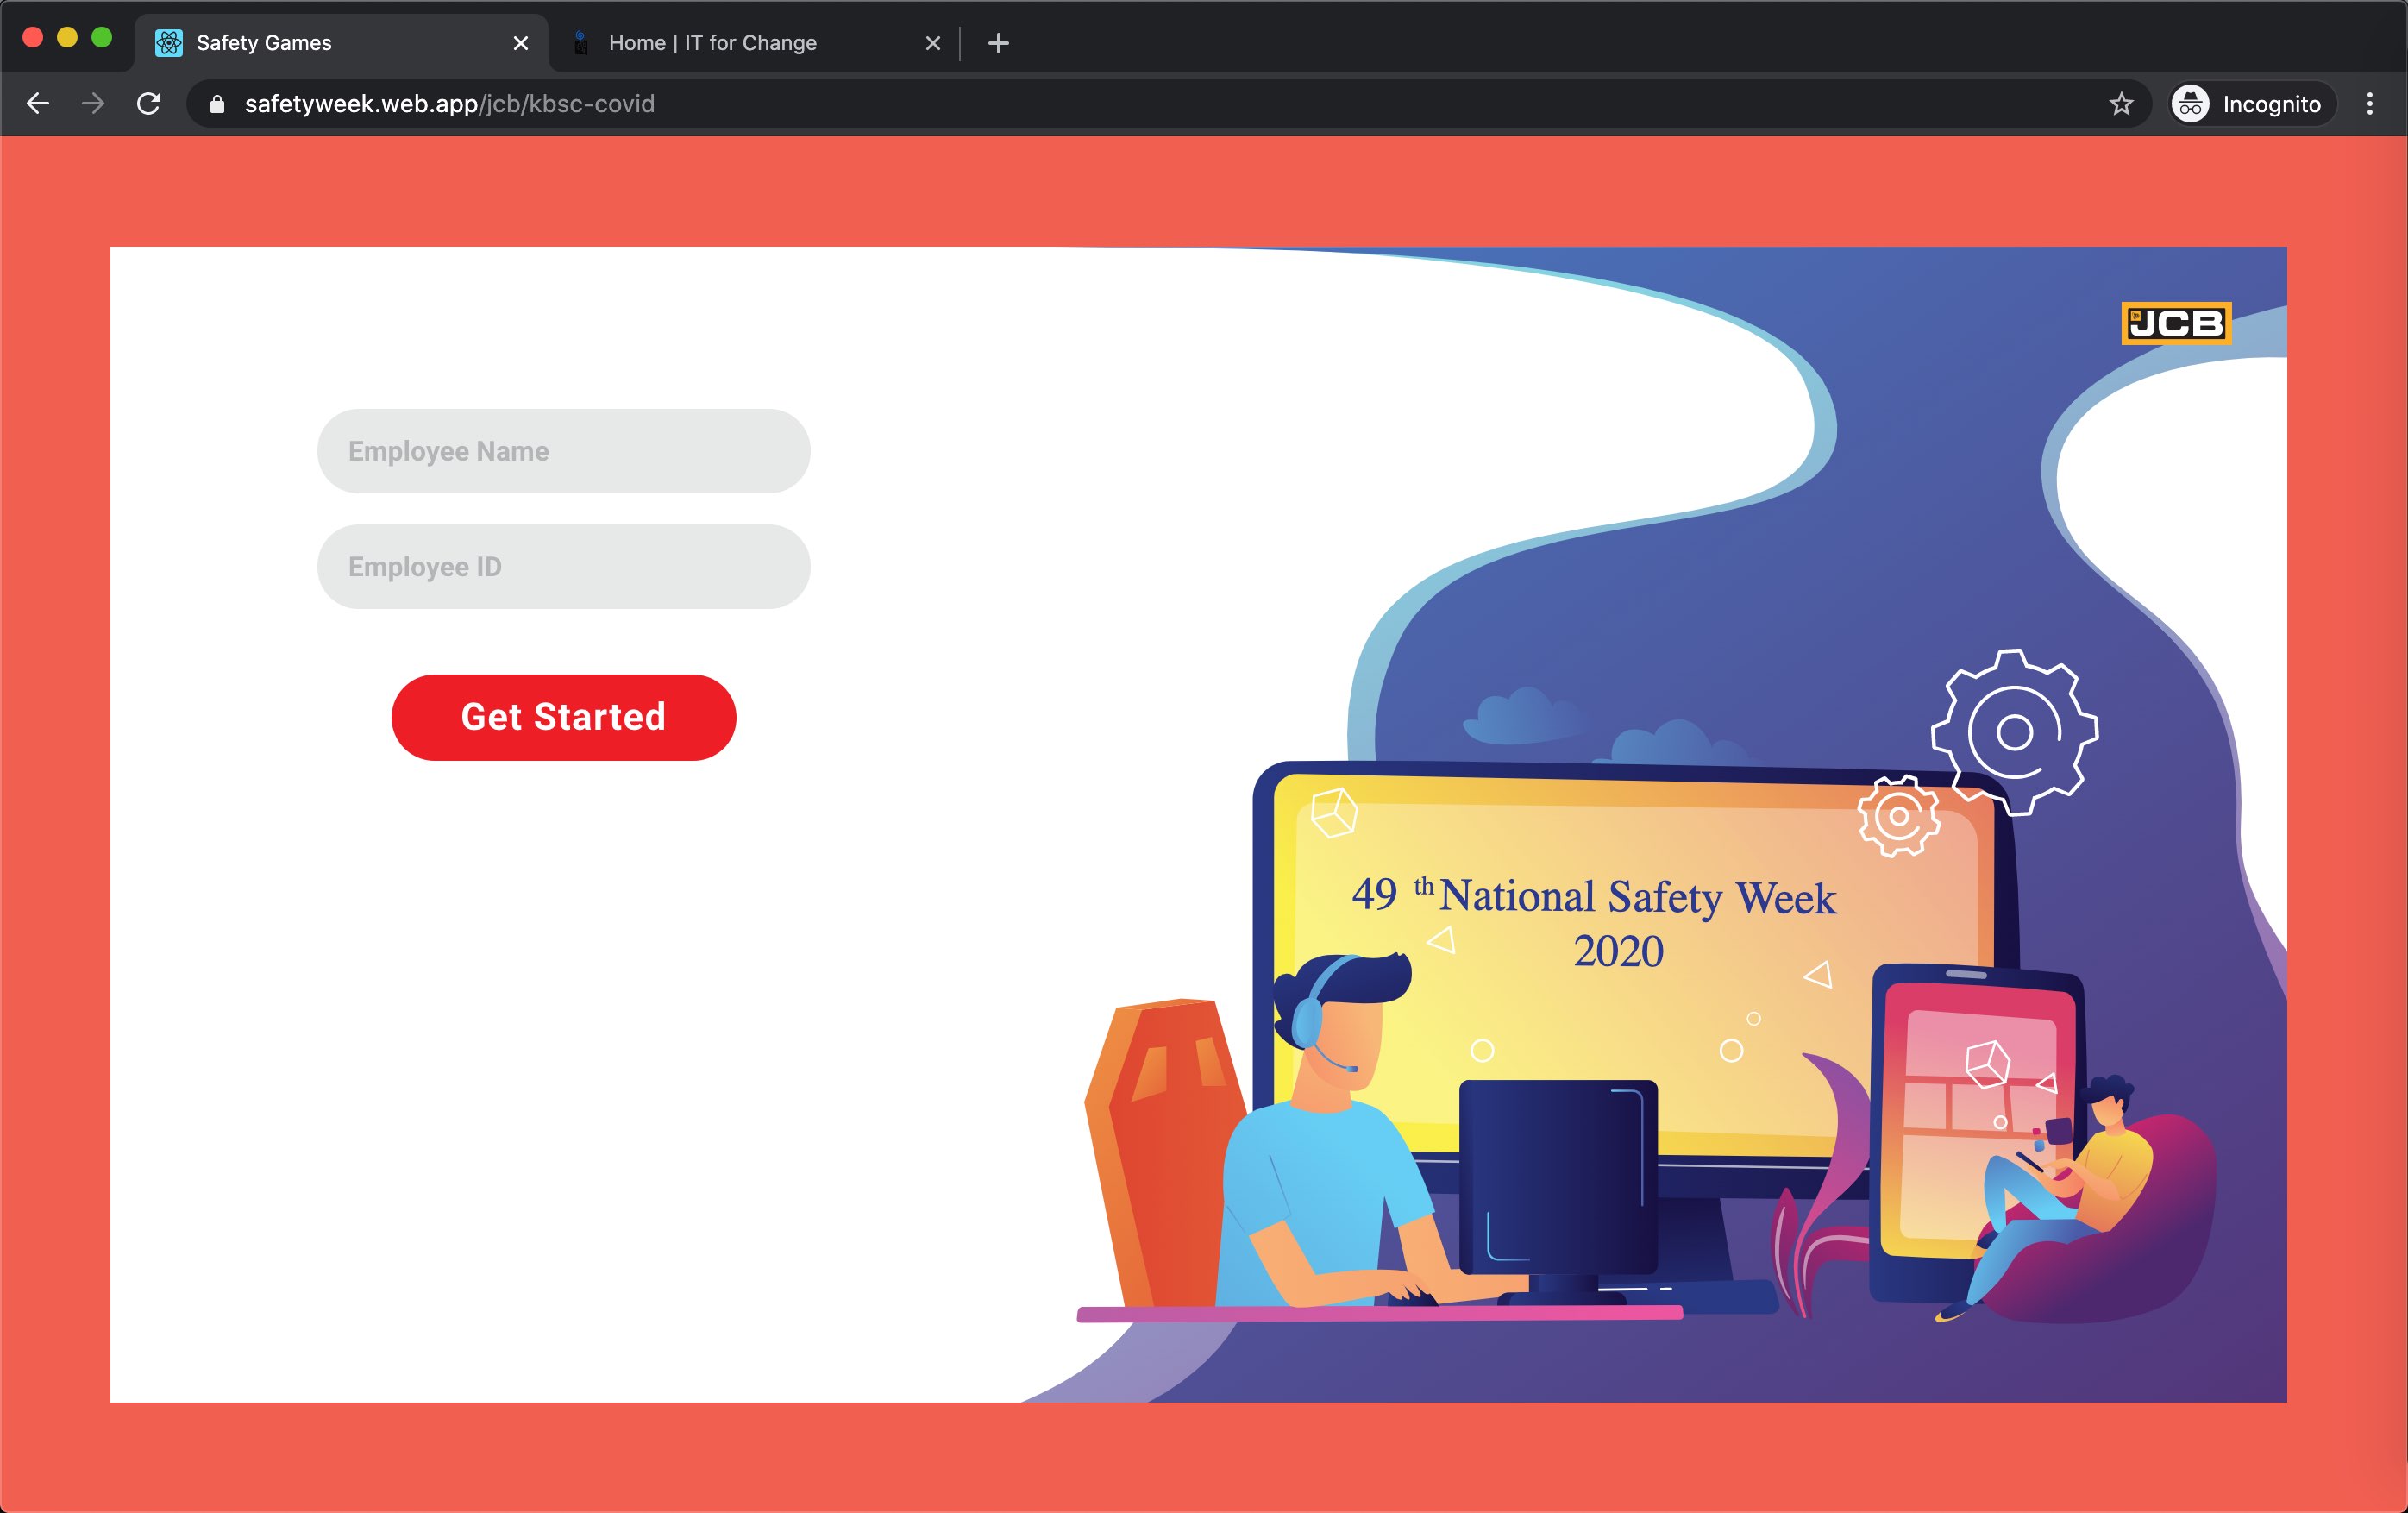 Safety Games
Home | IT for Change
safetyweek.web.app/jcb/kbsc-covid
Incognito
JCB
Employee Name
Employee ID
Get Started
49 th National Safety Week
2020